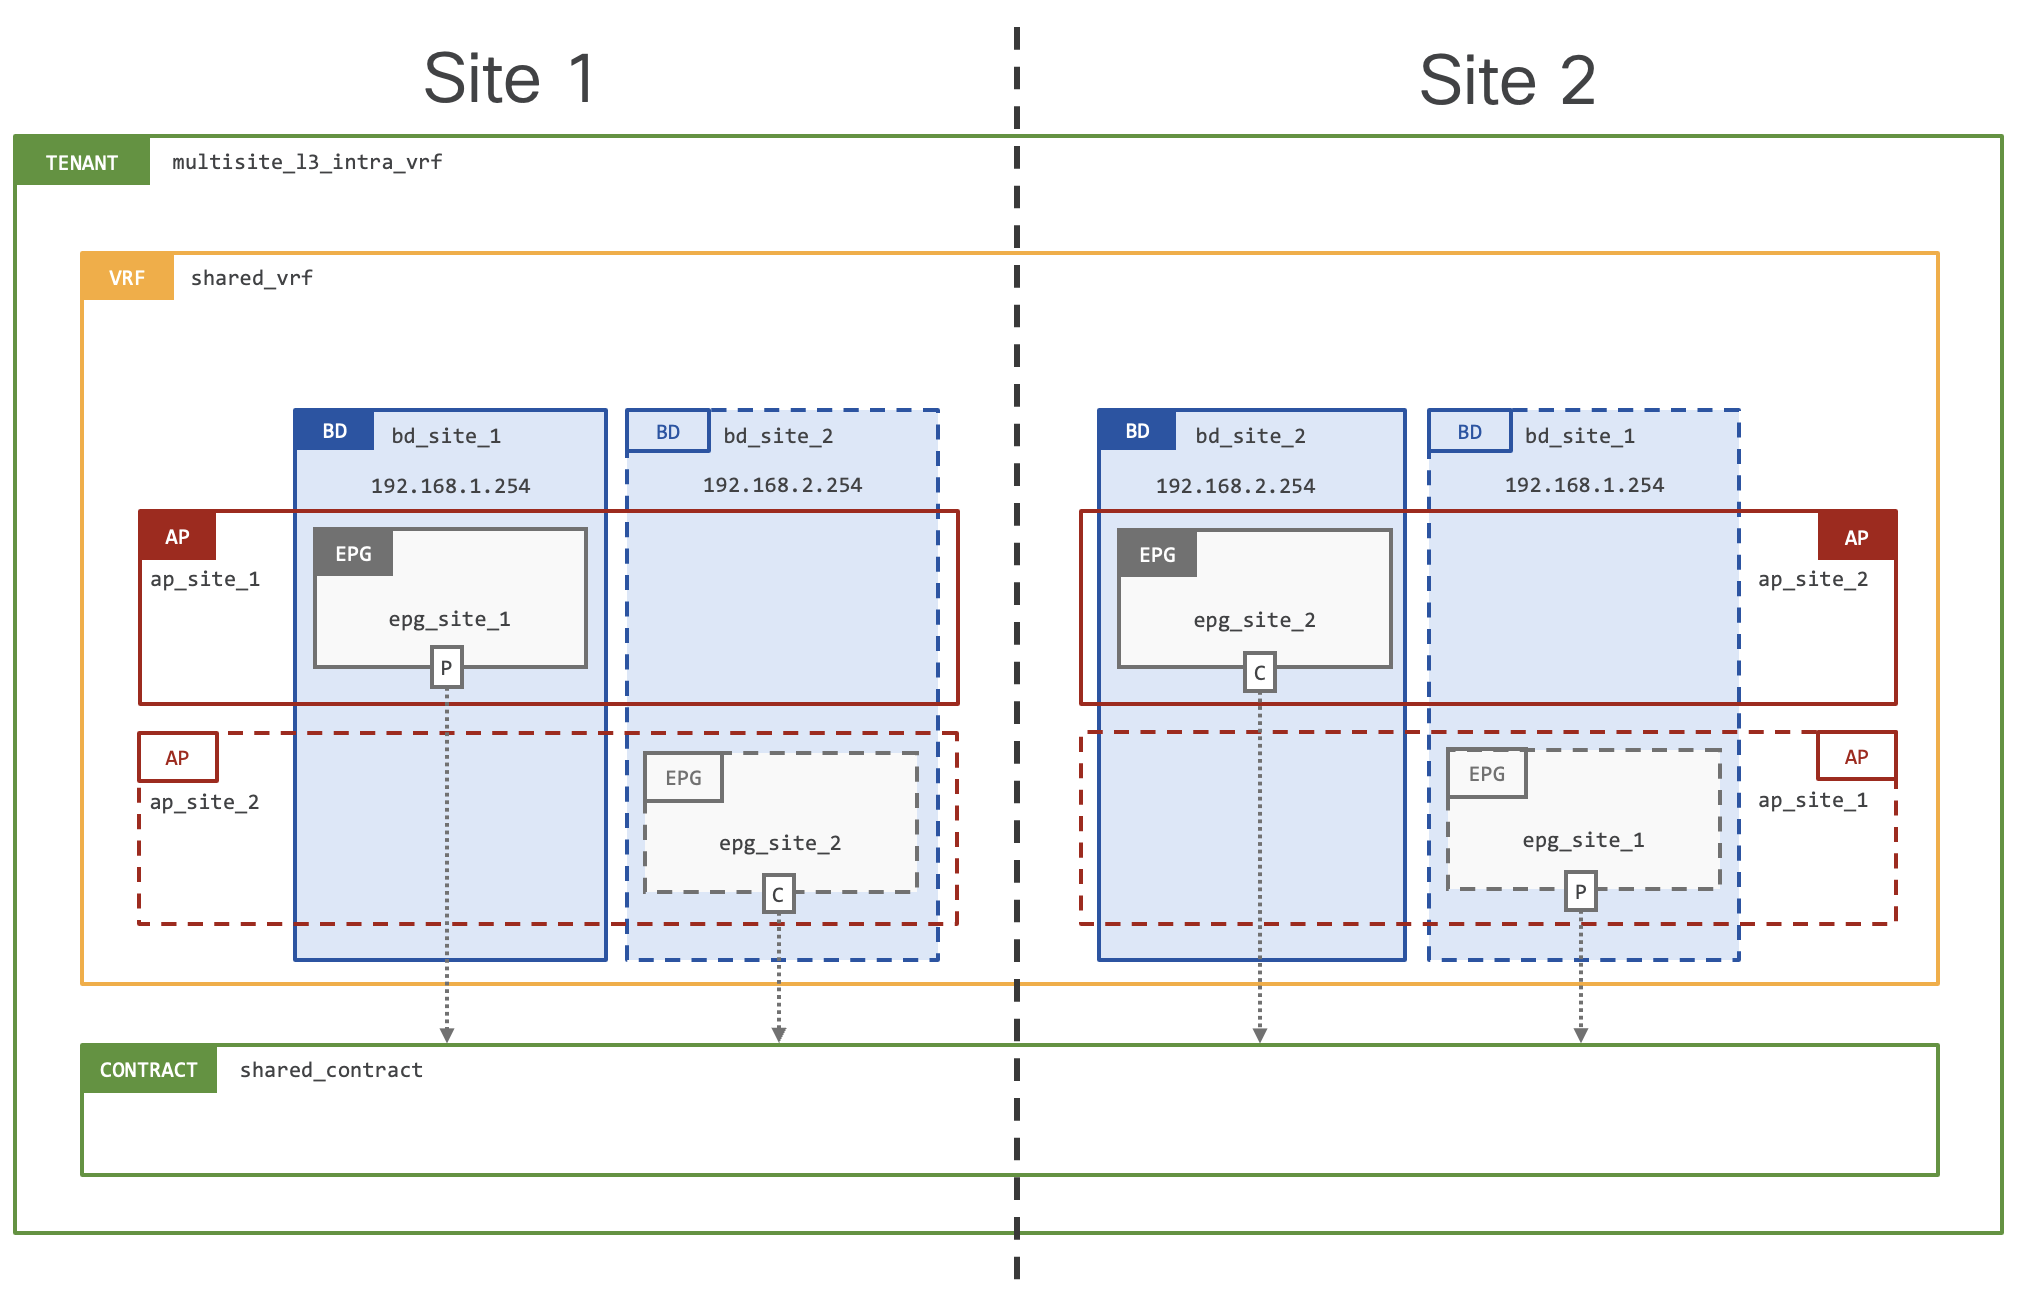 Site 1
Site 2
TENANT multisite_l3_intra_vrf
VRF shared_vrf
BD bd_site_1
192.168.1.254
BD bd_site_2
192.168.2.254
AP
ap_site_1
EPG
epg_site_1
P
AP
ap_site_2
EPG
epg_site_2
C
BD bd_site_2
192.168.2.254
BD bd_site_1
192.168.1.254
EPG
epg_site_2
C
AP
ap_site_2
EPG
epg_site_1
P
AP
ap_site_1
CONTRACT shared_contract